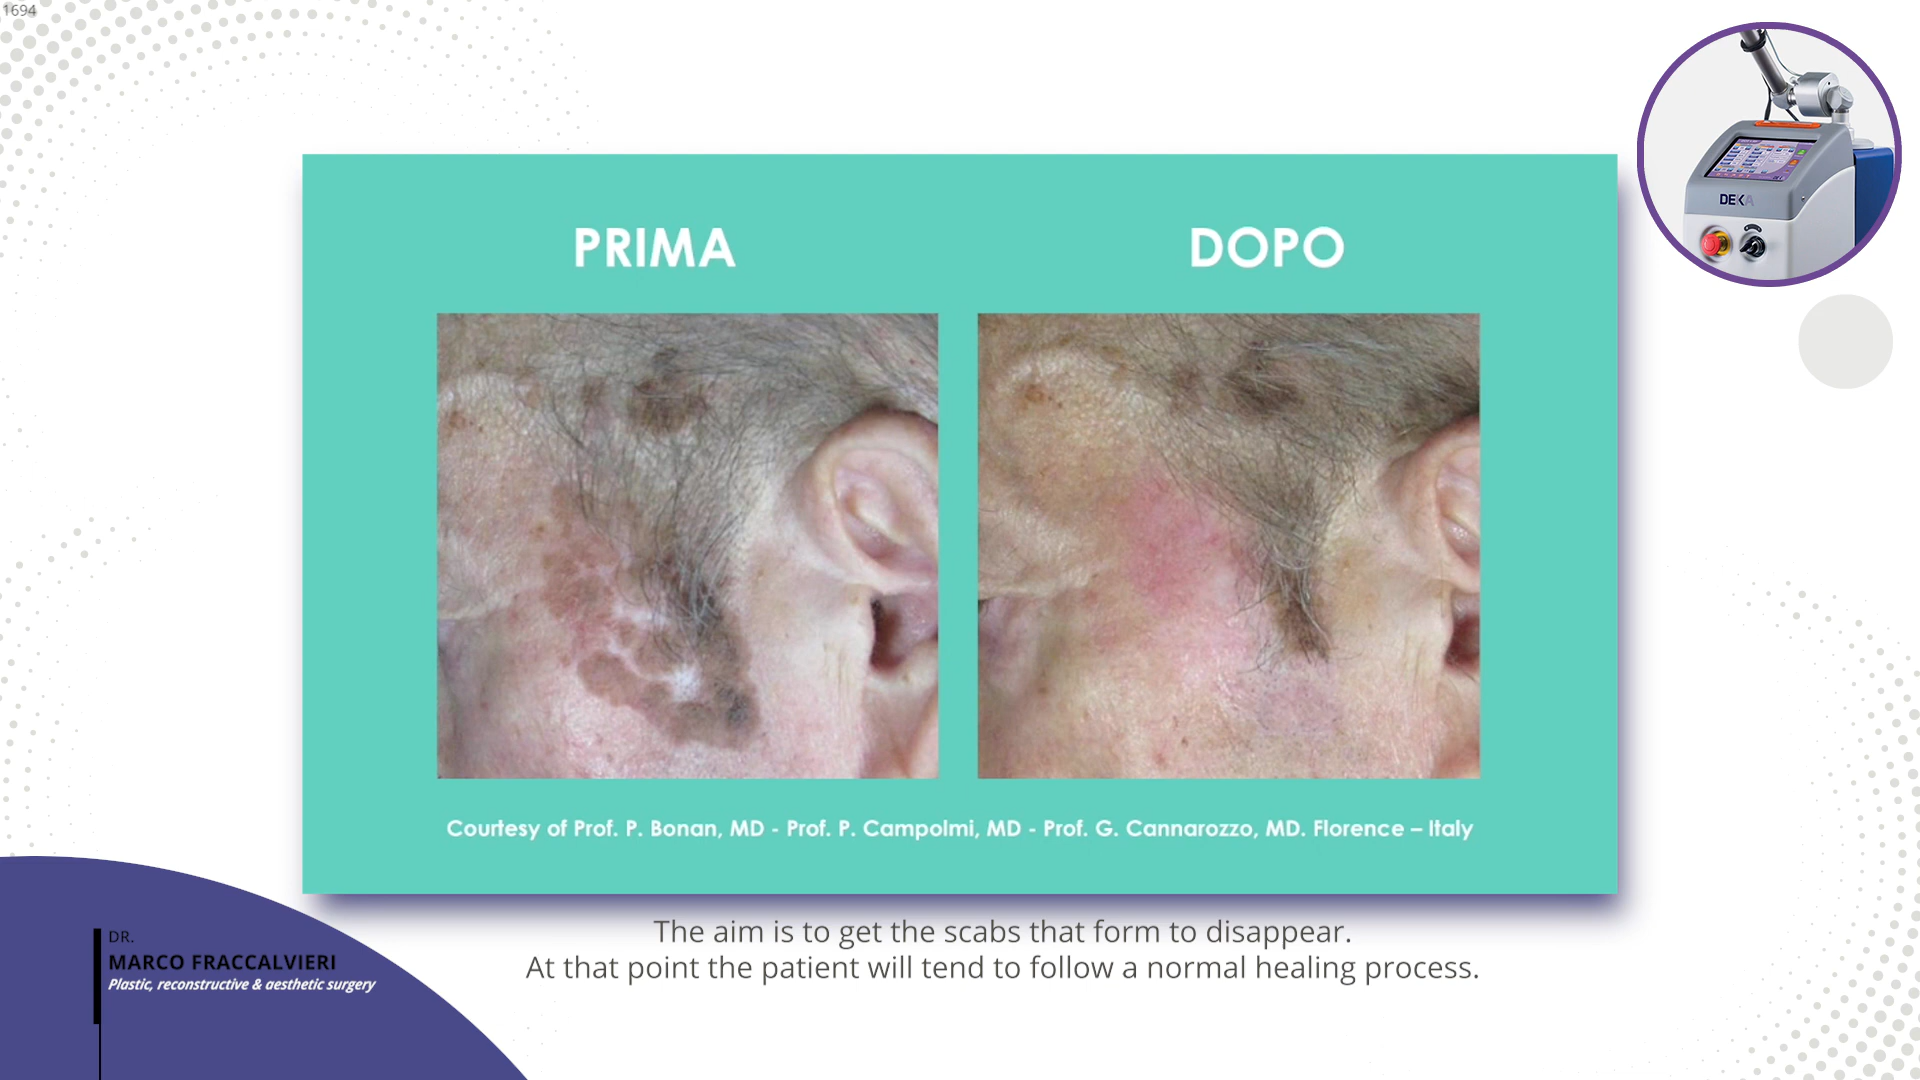 1694
DEKA
PRIMA
DOPO
Courtesy of Prof. P. Bonan, MD - Prof. P. Campolmi, MD - Prof. G. Cannarozzo, MD. Florence – Italy
The aim is to get the scabs that form to disappear.
At that point the patient will tend to follow a normal healing process.
DR.
MARCO FRACCALVIERI
Plastic, reconstructive & aesthetic surgery